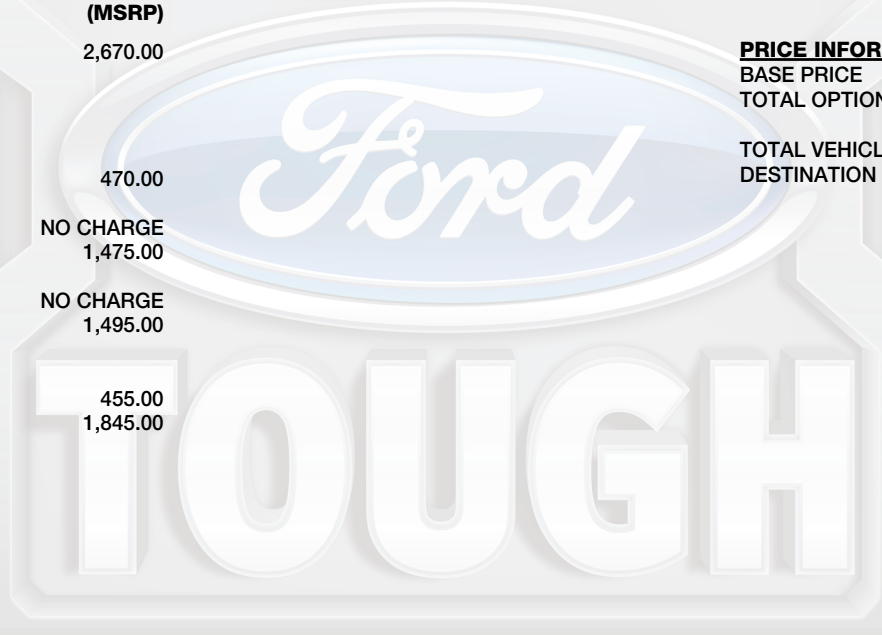 (MSRP)
2,670.00
470.00
NO CHARGE
1,475.00
NO CHARGE
1,495.00
455.00
1,845.00
PRICE INFOR
BASE PRICE
TOTAL OPTION
TOTAL VEHICL
DESTINATION
Ford
TOUGH